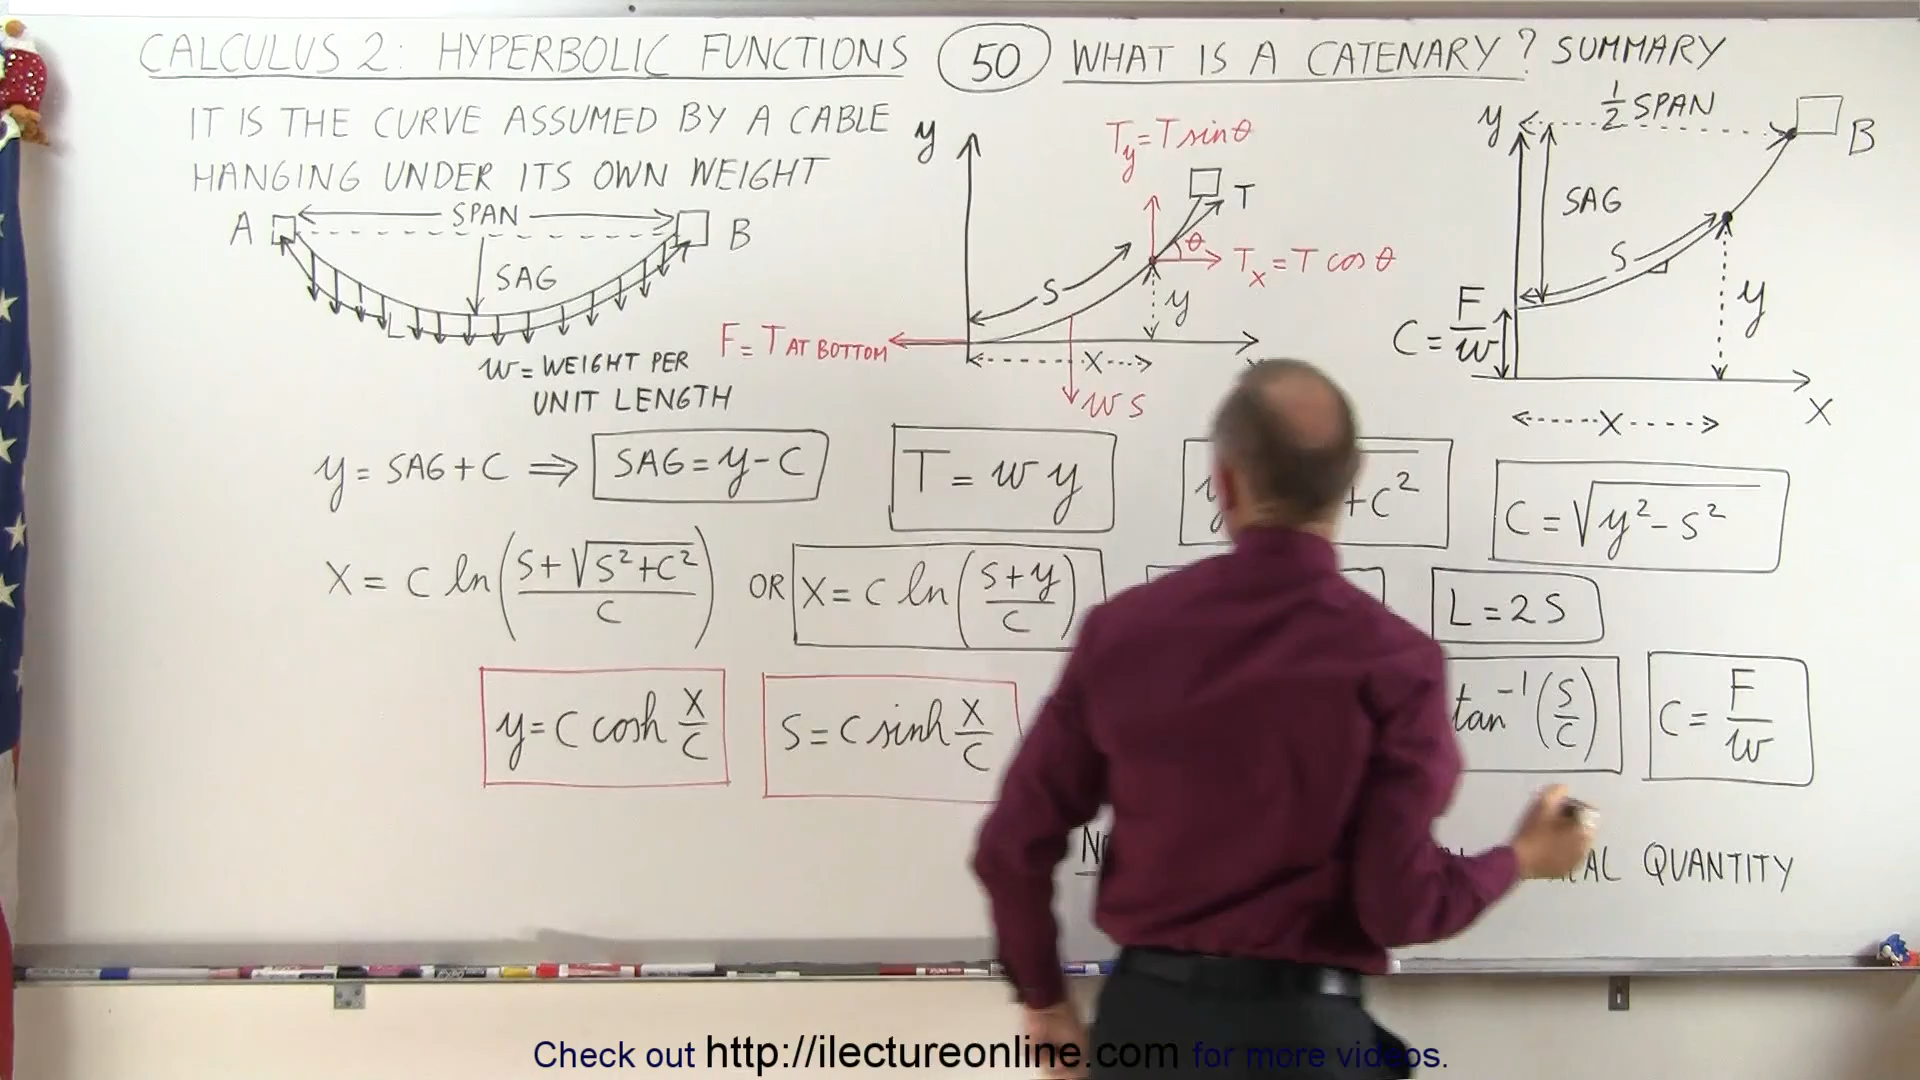 CALCULUS 2: HYPERBOLIC FUNCTIONS 50 WHAT IS A CATENARY? SUMMARY
IT IS THE CURVE ASSUMED BY A CABLE
HANGING UNDER ITS OWN WEIGHT
A SPAN B
SAG
L
w = WEIGHT PER
UNIT LENGTH
y
T_y = T sinθ
T
θ
T_x = T cos θ
S
y
F = T AT BOTTOM
X
w S
y 1/2 SPAN B
SAG
S
y
C = F/w
X
X
y = SAG + C ⇒ SAG = y - C
T = w y
+ C²
C = √(y² - S²)
X = C ln((S + √(S² + C²))/C) OR X = C ln((S + y)/C)
L = 2 S
y = C cosh X/C
S = C sinh X/C
tan⁻¹(S/C)
C = F/w
QUANTITY
Check out http://ilectureonline.com for more videos.